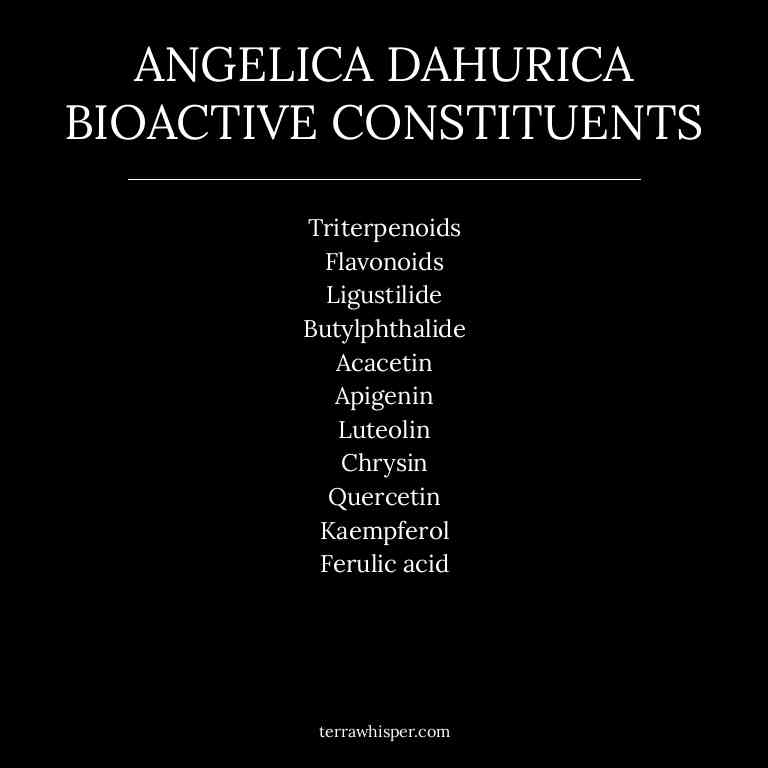 ANGELICA DAHURICA
BIOACTIVE CONSTITUENTS
Triterpenoids
Flavonoids
Ligustilide
Butylphthalide
Acacetin
Apigenin
Luteolin
Chrysin
Quercetin
Kaempferol
Ferulic acid
terrawhisper.com